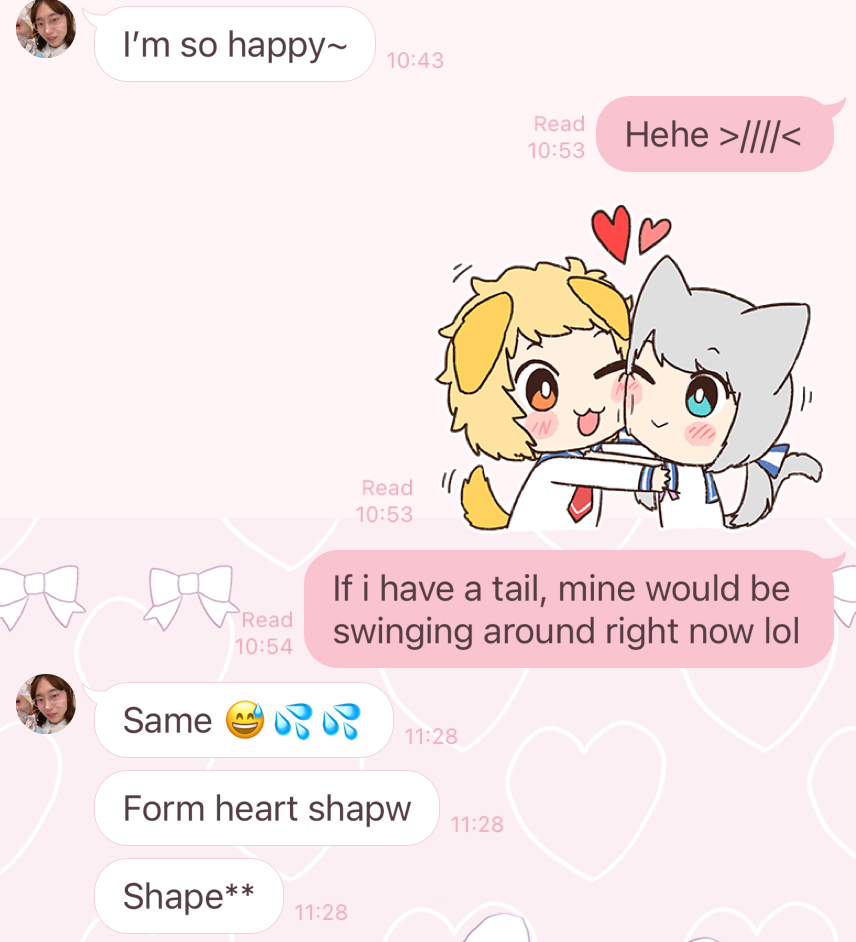 I'm so happy~
10:43
Read
10:53
Hehe >////<
Read
10:53
If i have a tail, mine would be
swinging around right now lol
Read
10:54
Same 😅💦💦
11:28
Form heart shapw
11:28
Shape**
11:28